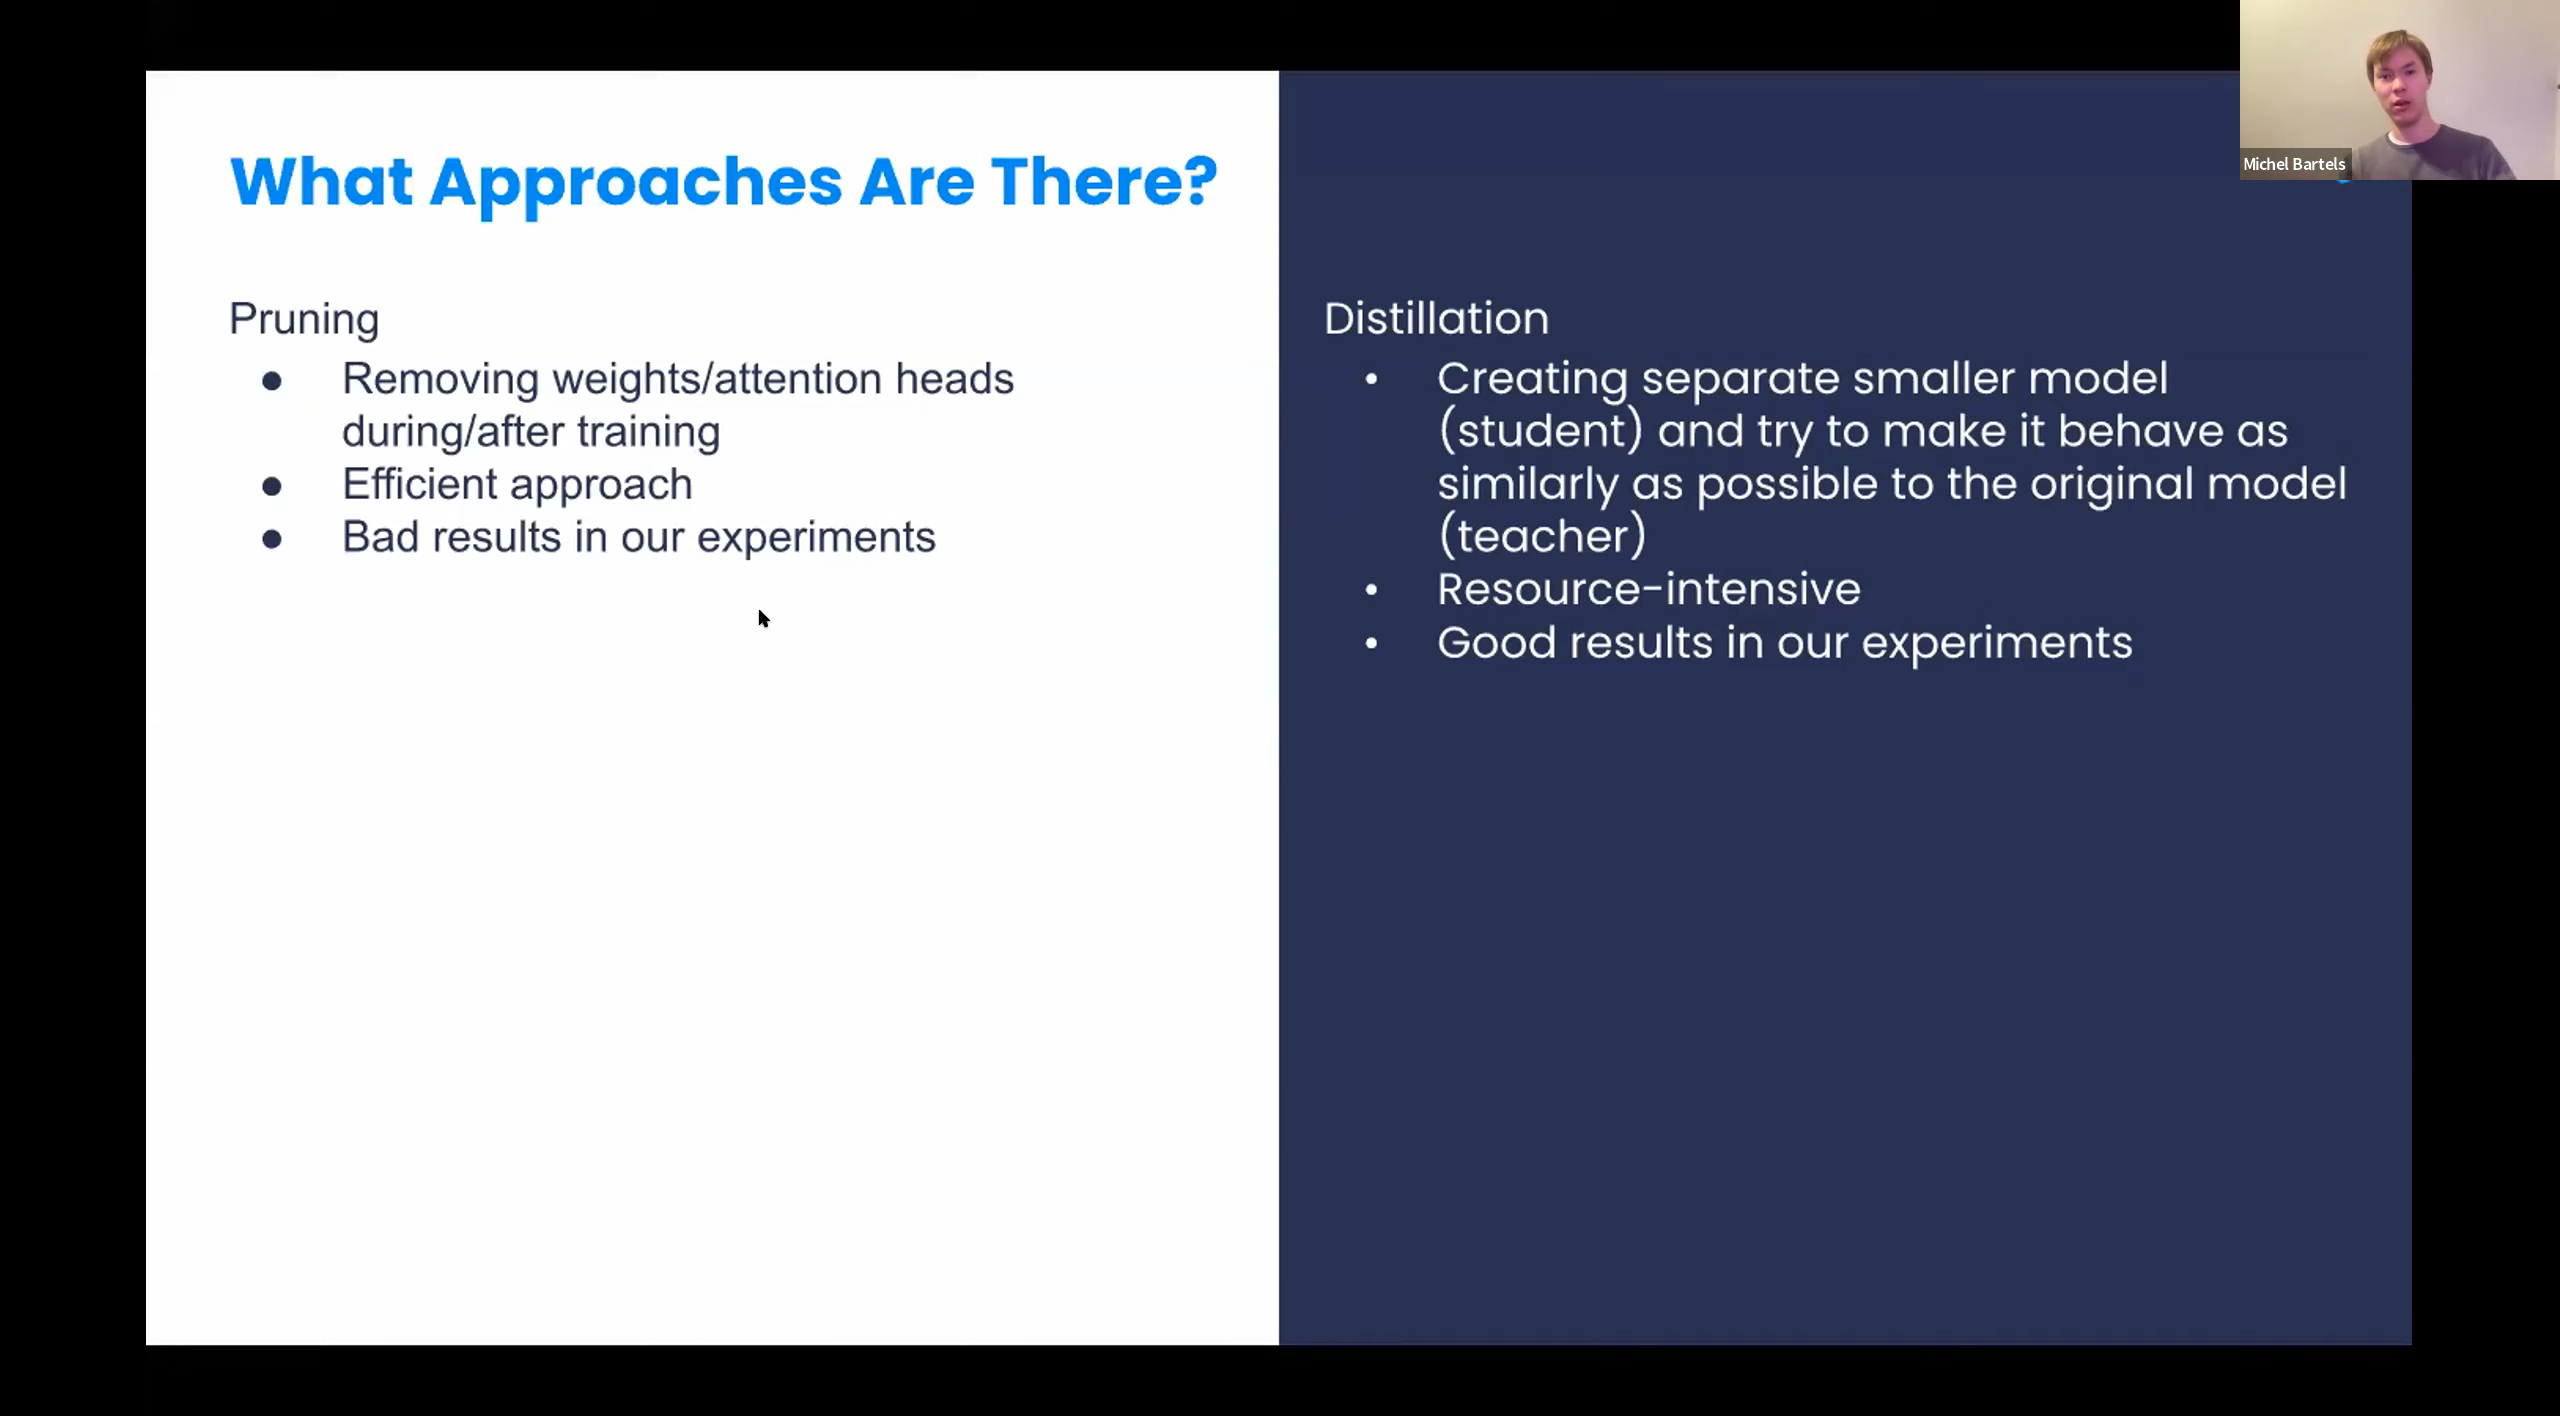 What Approaches Are There?
Pruning
● Removing weights/attention heads
during/after training
● Efficient approach
● Bad results in our experiments
Distillation
• Creating separate smaller model
(student) and try to make it behave as
similarly as possible to the original model
(teacher)
• Resource-intensive
• Good results in our experiments
Michel Bartels